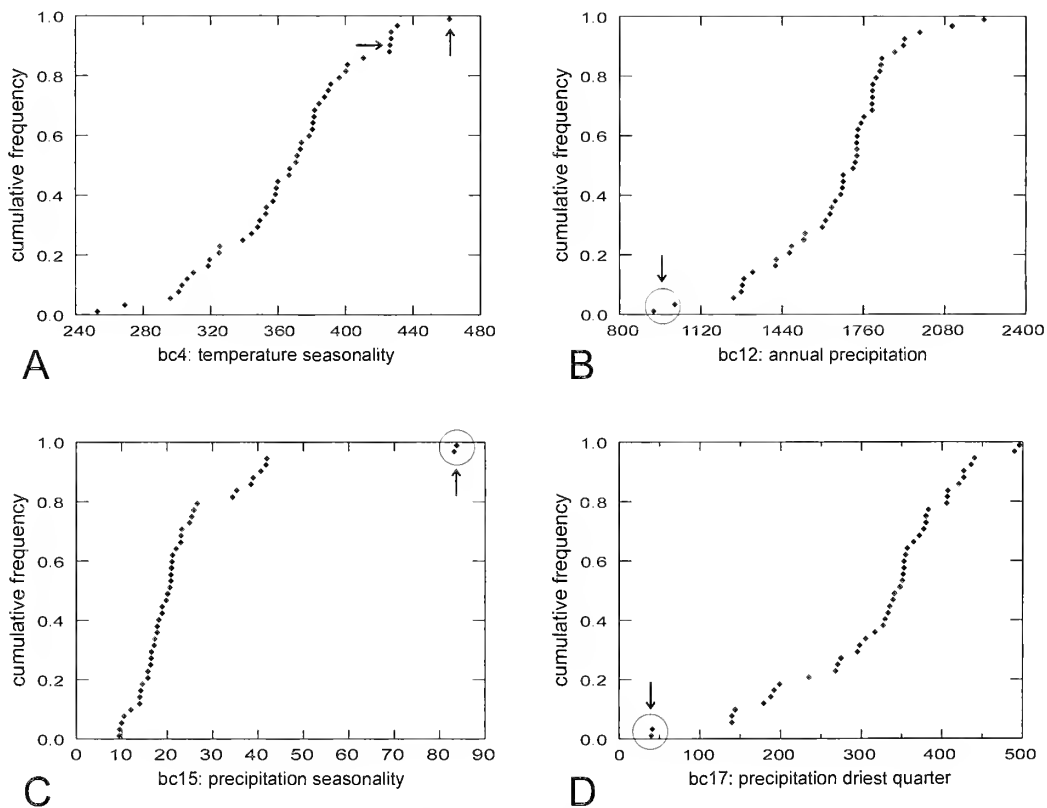 cumulative frequency
1.0
0.8
0.6
0.4
0.2
0.0
240 280 320 360 400 440 480
bc4: temperature seasonality
A
cumulative frequency
1.0
0.8
0.6
0.4
0.2
0.0
800 1120 1440 1760 2080 2400
bc12: annual precipitation
B
cumulative frequency
1.0
0.8
0.6
0.4
0.2
0.0
0 10 20 30 40 50 60 70 80 90
bc15: precipitation seasonality
C
cumulative frequency
1.0
0.8
0.6
0.4
0.2
0.0
0 100 200 300 400 500
bc17: precipitation driest quarter
D